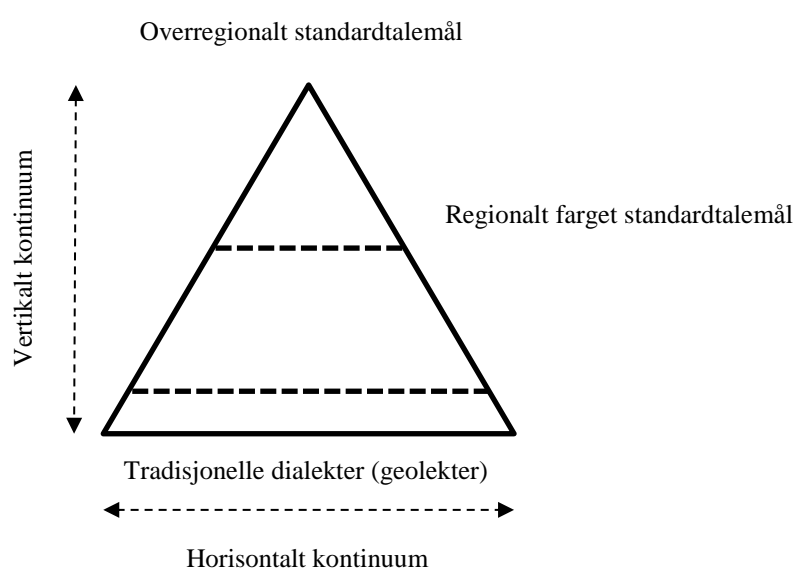 Overregionalt standardtalemål
Vertikalt kontinuum
Regionalt farget standardtalemål
Tradisjonelle dialekter (geolekter)
Horisontalt kontinuum